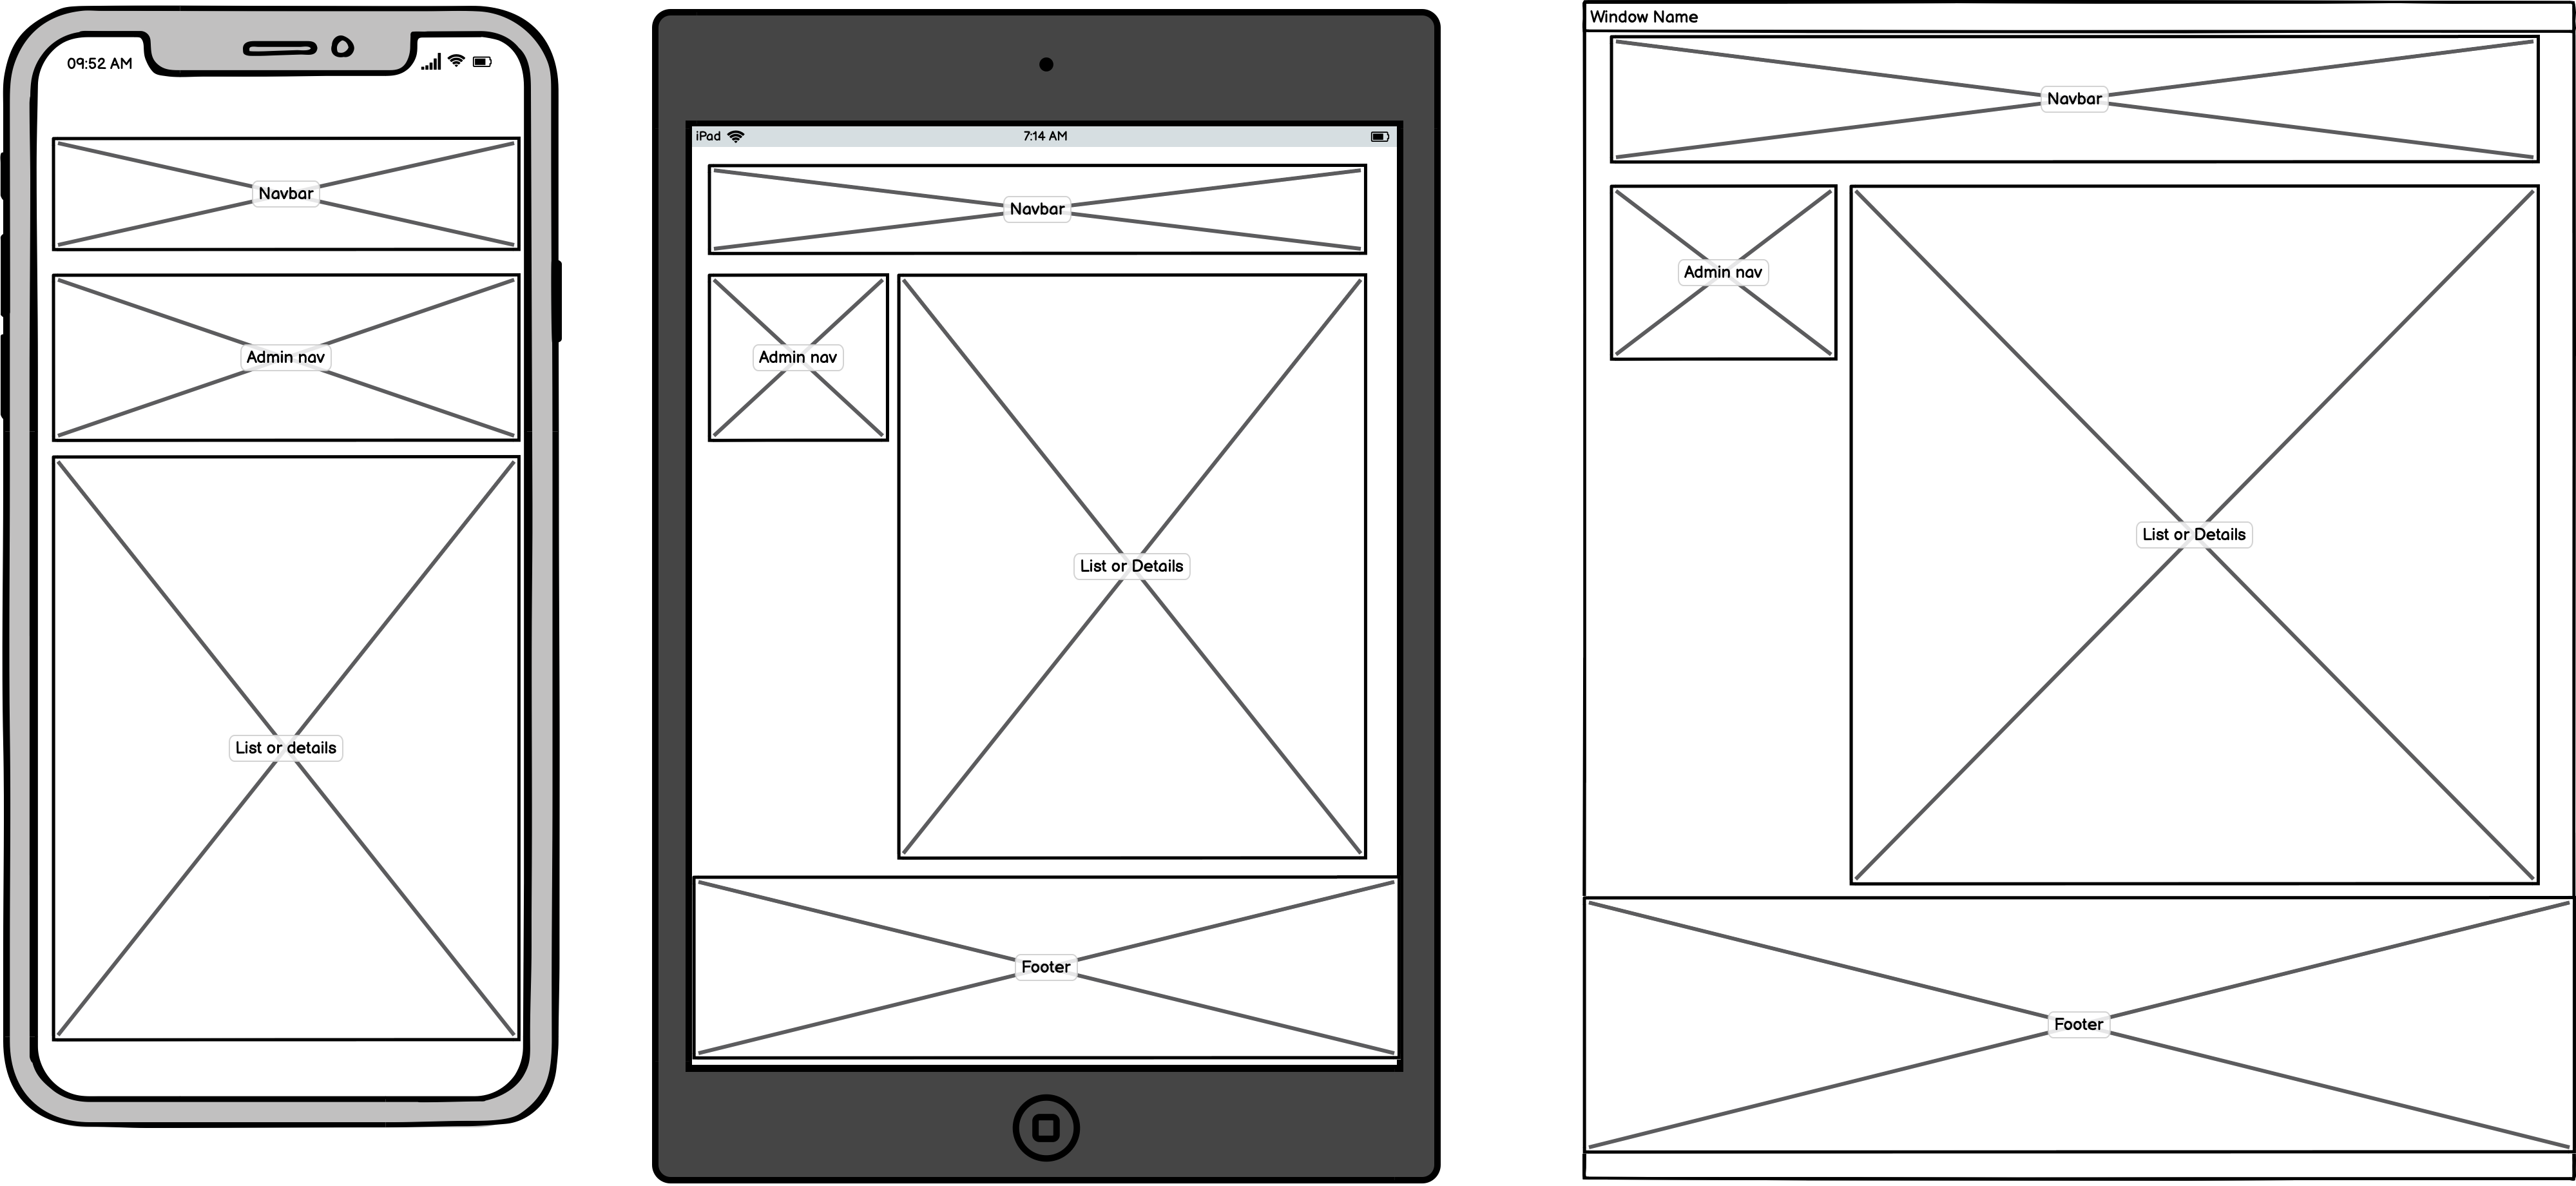 09:52 AM
Navbar
Admin nav
List or details
iPad
7:14 AM
Navbar
Admin nav
List or Details
Footer
Window Name
Navbar
Admin nav
List or Details
Footer